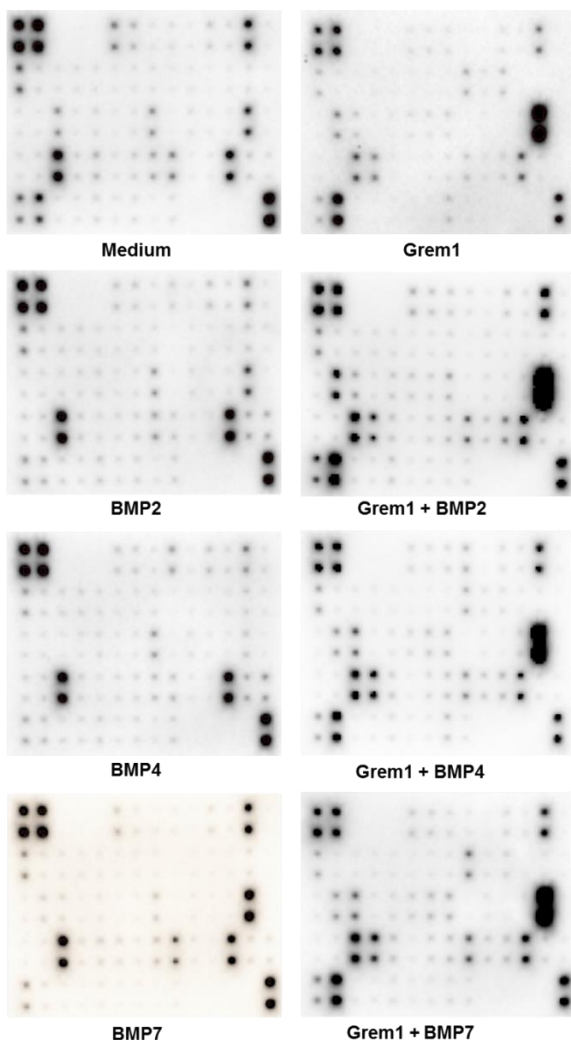 Medium
Grem1
BMP2
Grem1 + BMP2
BMP4
Grem1 + BMP4
BMP7
Grem1 + BMP7